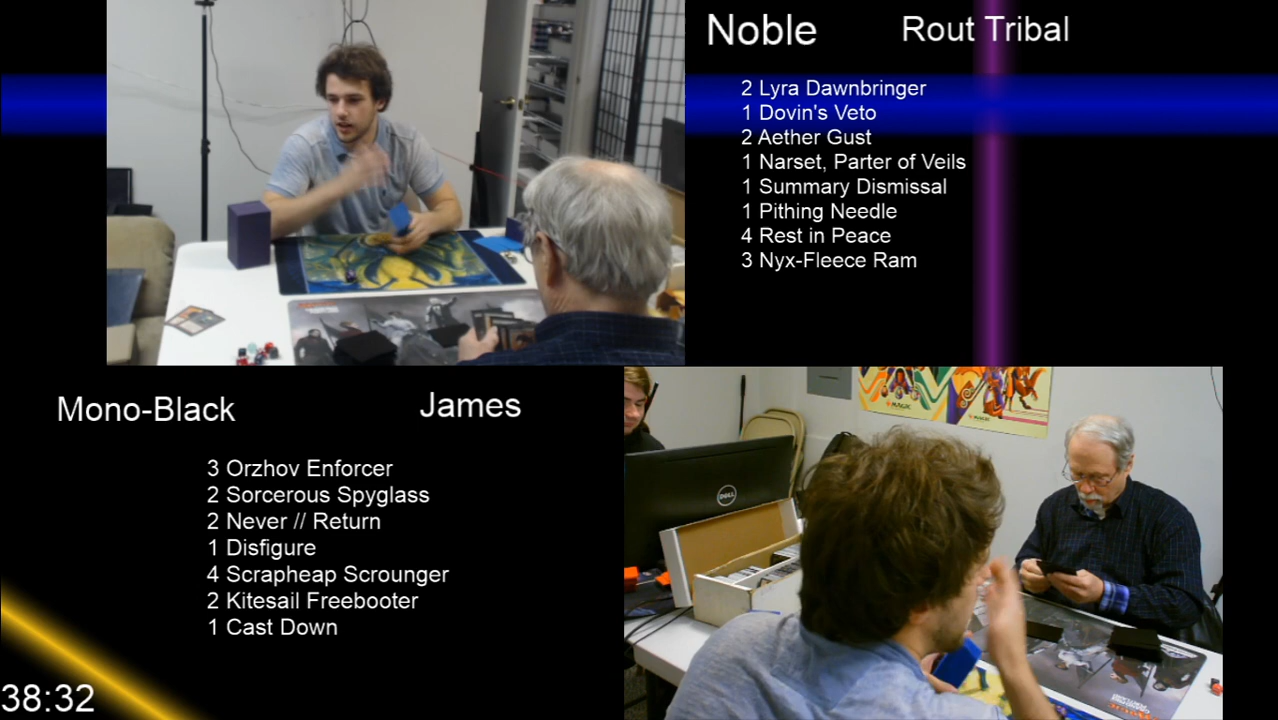 Noble
Rout Tribal
2 Lyra Dawnbringer
1 Dovin's Veto
2 Aether Gust
1 Narset, Parter of Veils
1 Summary Dismissal
1 Pithing Needle
4 Rest in Peace
3 Nyx-Fleece Ram
Mono-Black
James
3 Orzhov Enforcer
2 Sorcerous Spyglass
2 Never // Return
1 Disfigure
4 Scrapheap Scrounger
2 Kitesail Freebooter
1 Cast Down
38:32
MAGIC
MAGIC
DELL